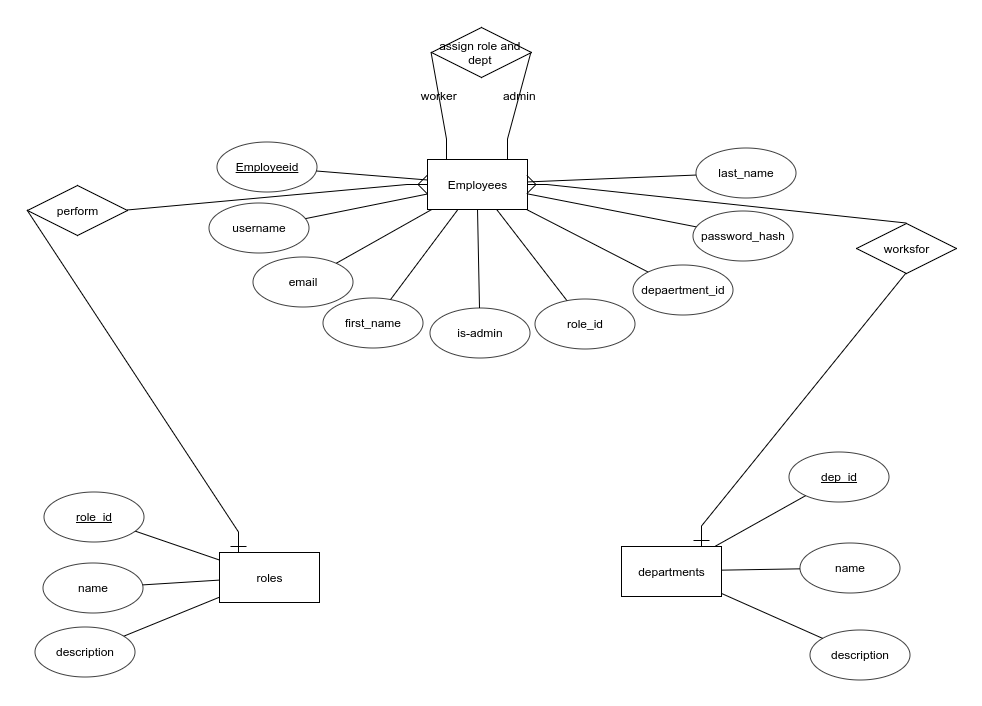 assign role and
dept
worker
admin
Employeeid
Employees
last_name
perform
username
password_hash
worksfor
email
depaertment_id
first_name
is-admin
role_id
dep_id
role_id
name
roles
departments
name
description
description